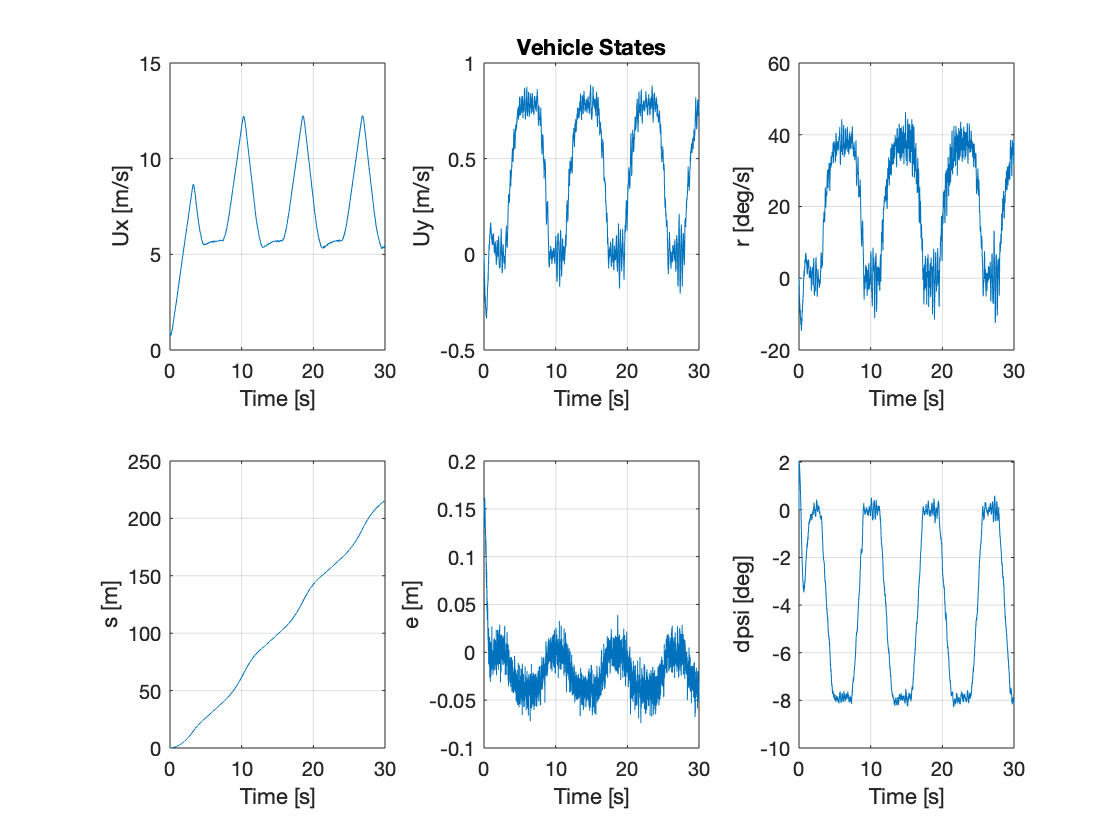 Vehicle States
15
10
5
0
Ux [m/s]
0 10 20 30
Time [s]
1
0.5
0
-0.5
Uy [m/s]
0 10 20 30
Time [s]
60
40
20
0
-20
r [deg/s]
0 10 20 30
Time [s]
250
200
150
100
50
0
s [m]
0 10 20 30
Time [s]
0.2
0.15
0.1
0.05
0
-0.05
-0.1
e [m]
0 10 20 30
Time [s]
2
0
-2
-4
-6
-8
-10
dpsi [deg]
0 10 20 30
Time [s]